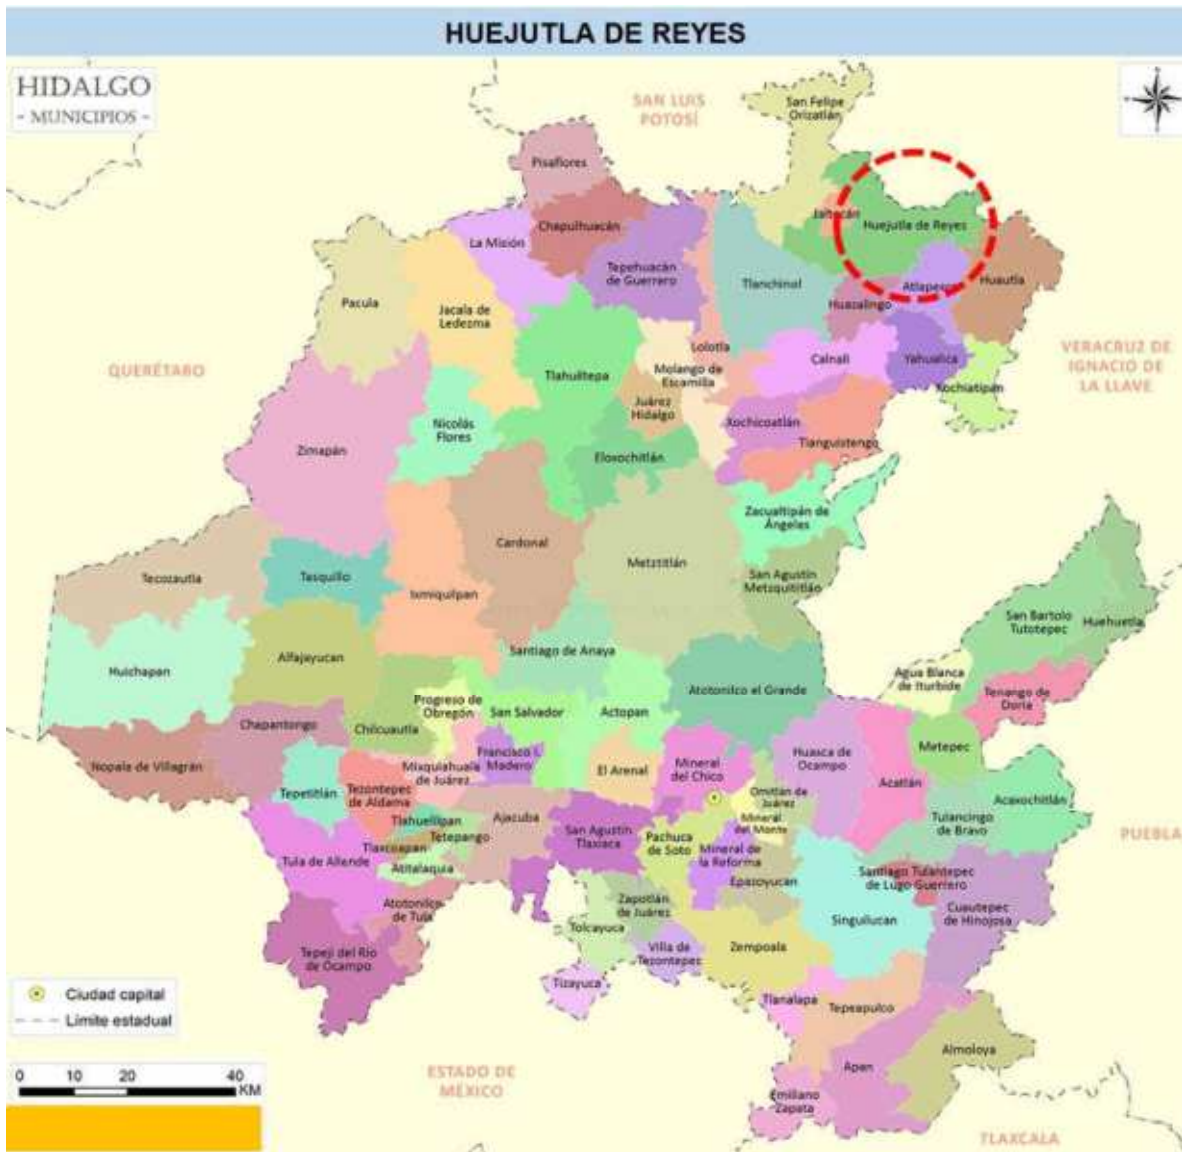 HUEJUTLA DE REYES
HIDALGO
- MUNICIPIOS -
SAN LUIS
POTOSÍ
San Felipe
Orizatlán
Pisaflores
Jaltocán
Huejutla de Reyes
Chapulhuacán
La Misión
Tepehuacán
de Guerrero
Tlanchinol
Huautla
Atlapexco
Huazalingo
Pacula
Jacala de
Ledezma
Lolotla
Calnali
Yahualica
VERACRUZ DE
IGNACIO DE
LA LLAVE
QUERÉTARO
Tlahuiltepa
Molango de
Escamilla
Xochiatipan
Juárez
Hidalgo
Nicolás
Flores
Xochicoatlán
Tianguistengo
Zimapán
Eloxochitlán
Zacualtipán de
Ángeles
Cardonal
Metztitlán
San Agustín
Metzquititlán
Tecozautla
Tasquillo
Ixmiquilpan
San Bartolo
Tutotepec
Huehuetla
Huichapan
Alfajayucan
Santiago de Anaya
Atotonilco el Grande
Agua Blanca
de Iturbide
Tenango de
Doria
Chapantongo
Chilcuautla
Progreso de
Obregón
San Salvador
Actopan
Metepec
Nopala de Villagrán
Mixquiahuala
de Juárez
Francisco I.
Madero
El Arenal
Mineral
del Chico
Huasca de
Ocampo
Acatlán
Tepetitlán
Tezontepec
de Aldama
Omitlán de
Juárez
Acaxochitlán
Tlahuelilpan
Ajacuba
Tetepango
San Agustín
Tlaxiaca
Pachuca
de Soto
Mineral
del Monte
Tulancingo
de Bravo
PUEBLA
Tlaxcoapan
Tula de Allende
Atitalaquia
Mineral de
la Reforma
Epazoyucan
Santiago Tulantepec
de Lugo Guerrero
Atotonilco
de Tula
Zapotlán
de Juárez
Tolcayuca
Singuilucan
Cuautepec
de Hinojosa
Tepeji del Río
de Ocampo
Villa de
Tezontepec
Zempoala
Tizayuca
Tlanalapa
Tepeapulco
Ciudad capital
Límite estadual
Almoloya
Apan
ESTADO DE
MÉXICO
Emiliano
Zapata
TLAXCALA
0 10 20 40
KM